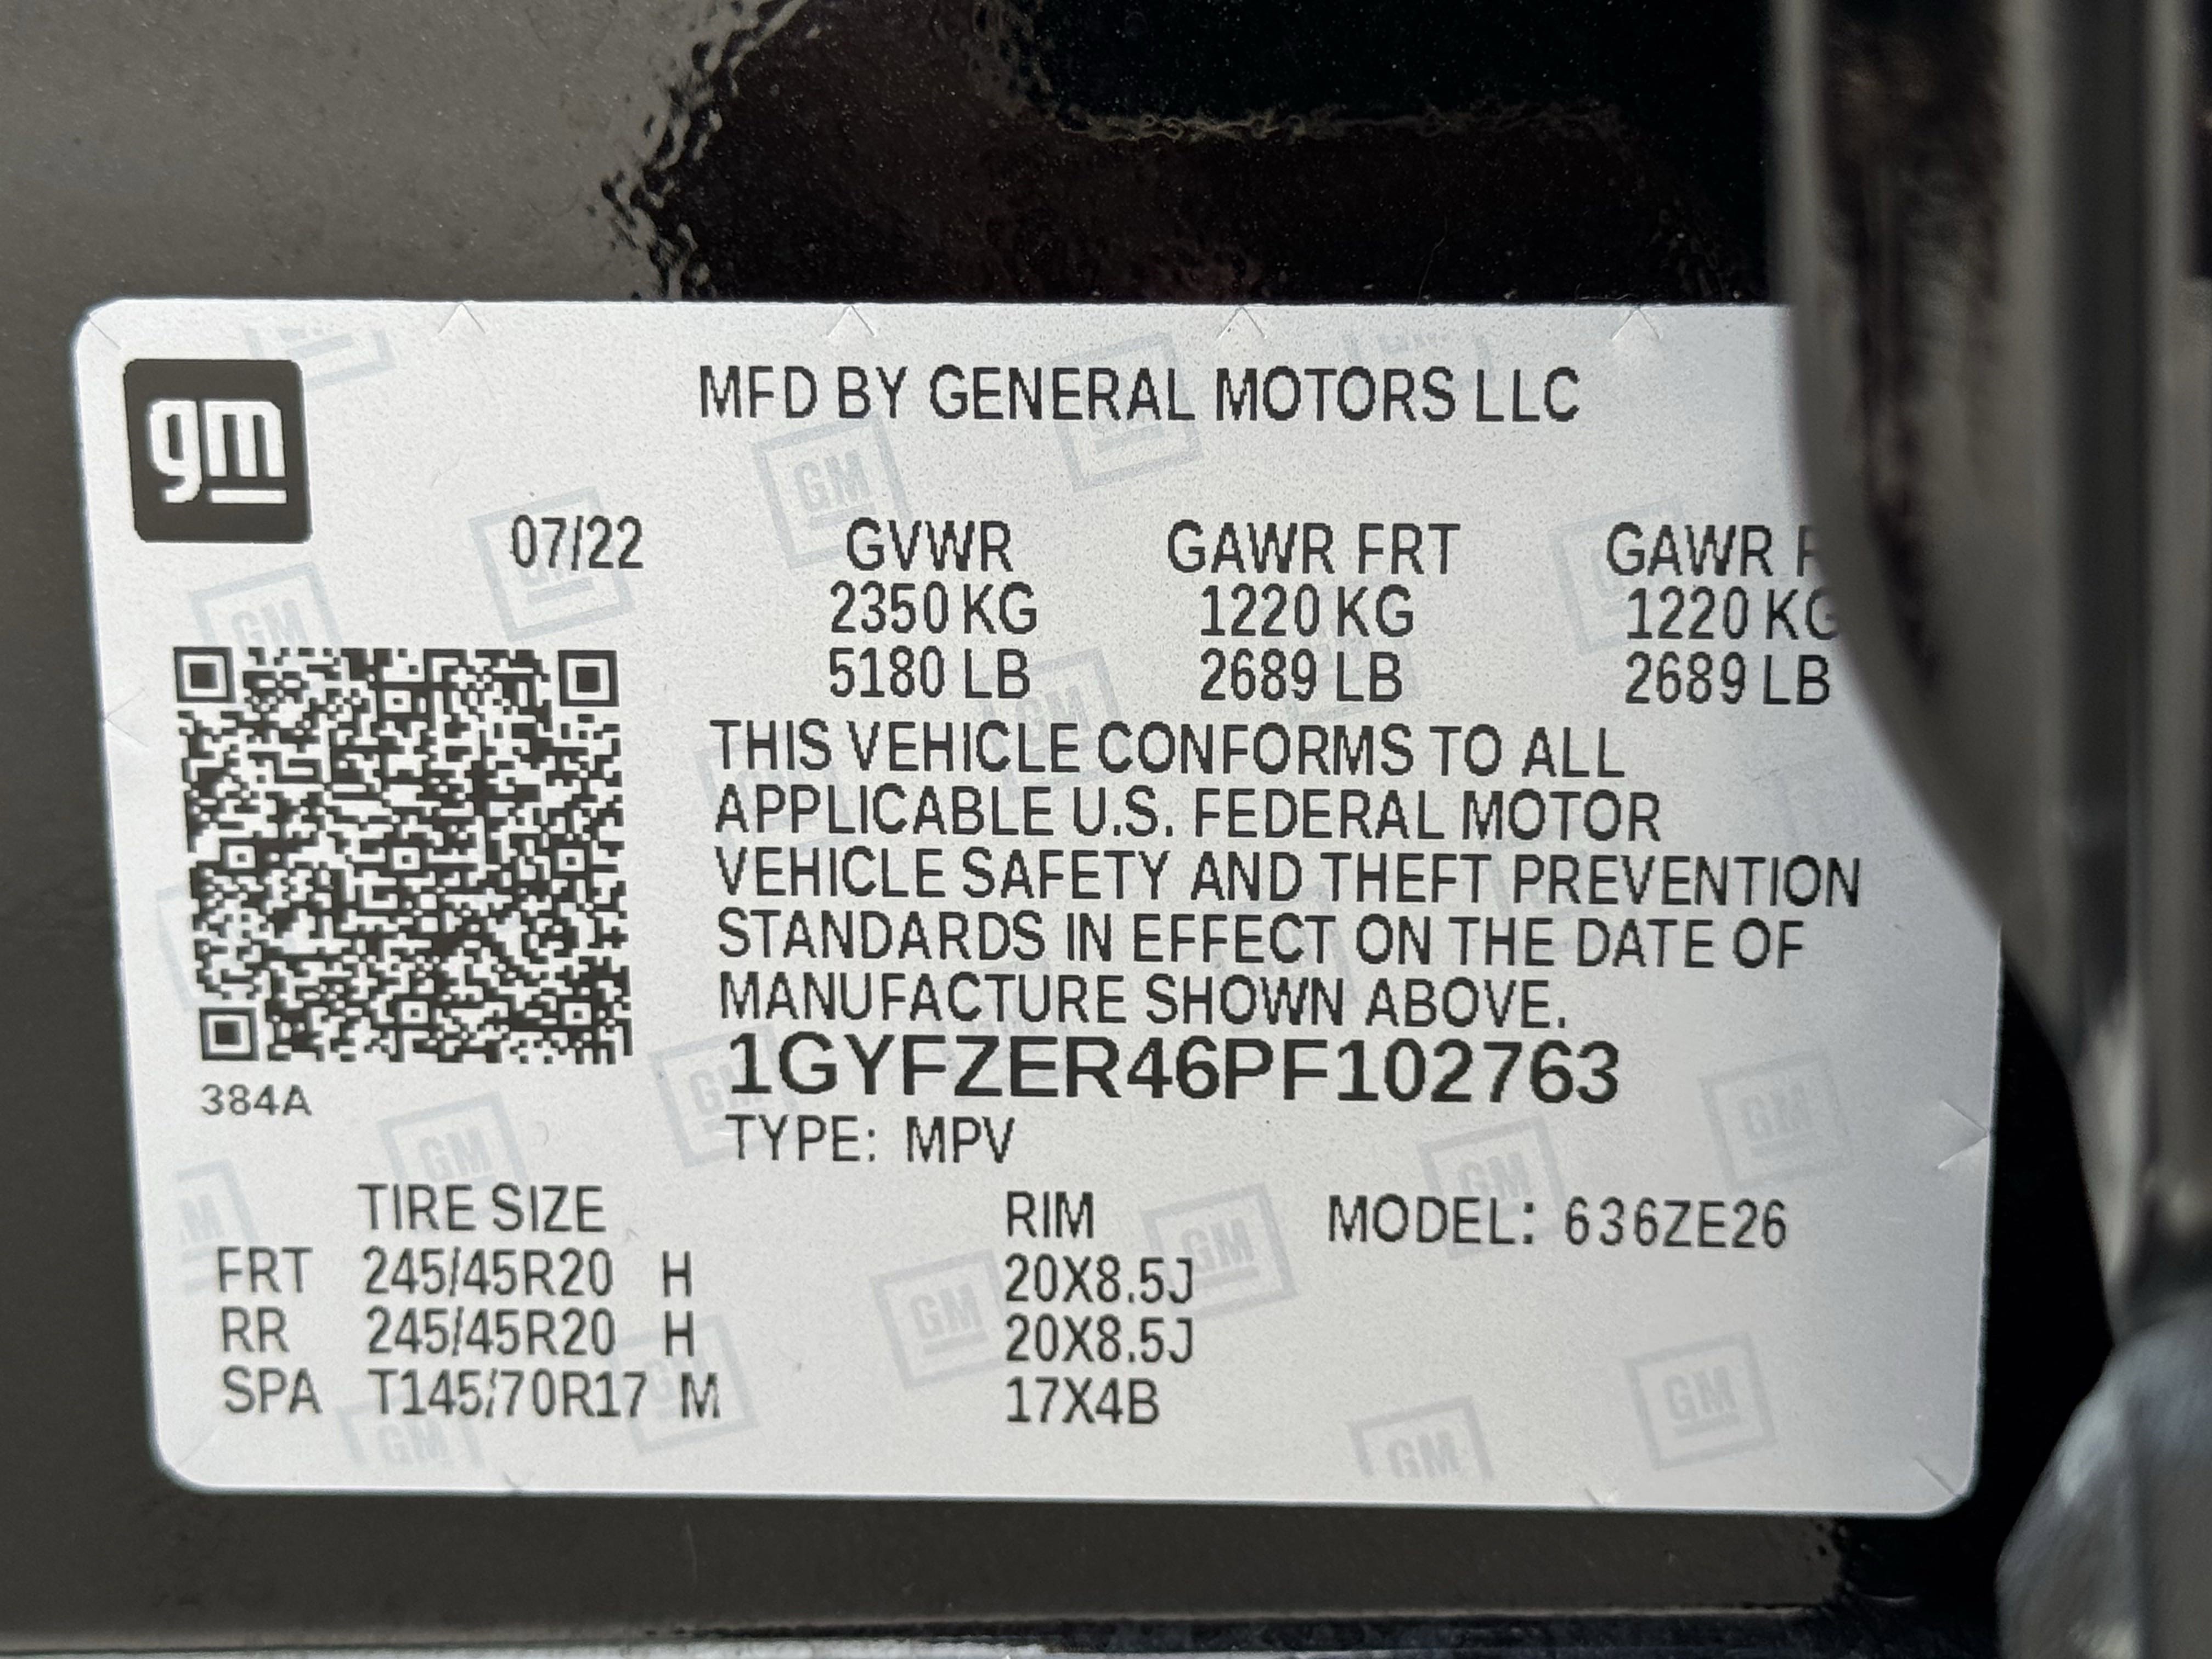 gm
MFD BY GENERAL MOTORS LLC
07/22 GVWR GAWR FRT GAWR
2350 KG 1220 KG 1220 KG
5180 LB 2689 LB 2689 LB
THIS VEHICLE CONFORMS TO ALL
APPLICABLE U.S. FEDERAL MOTOR
VEHICLE SAFETY AND THEFT PREVENTION
STANDARDS IN EFFECT ON THE DATE OF
MANUFACTURE SHOWN ABOVE.
1GYFZER46PF102763
384A
TYPE: MPV
TIRE SIZE RIM MODEL: 636ZE26
FRT 245/45R20 H 20X8.5J
RR 245/45R20 H 20X8.5J
SPA T145/70R17 M 17X4B